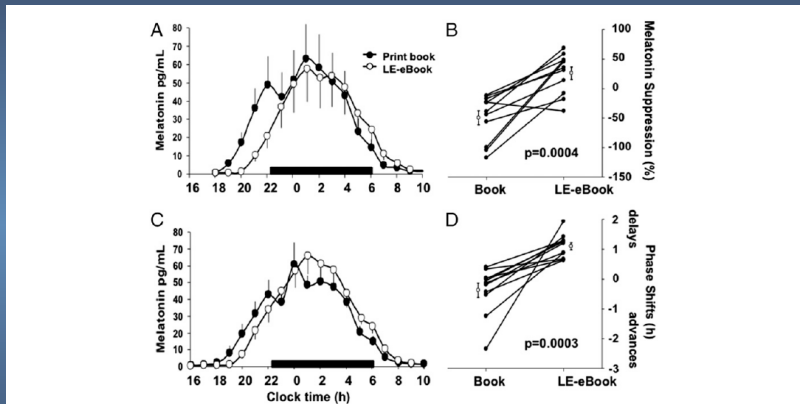 A
Melatonin pg/mL
80
70
60
50
40
30
20
10
0
16 18 20 22 0 2 4 6 8 10
Print book
LE-eBook
B
100
50
0
-50
-100
-150
Melatonin Suppression (%)
p=0.0004
Book LE-eBook
C
Melatonin pg/mL
80
70
60
50
40
30
20
10
0
16 18 20 22 0 2 4 6 8 10
Clock time (h)
D
2
1
0
-1
-2
-3
delays
advances
Phase Shifts (h)
p=0.0003
Book LE-eBook